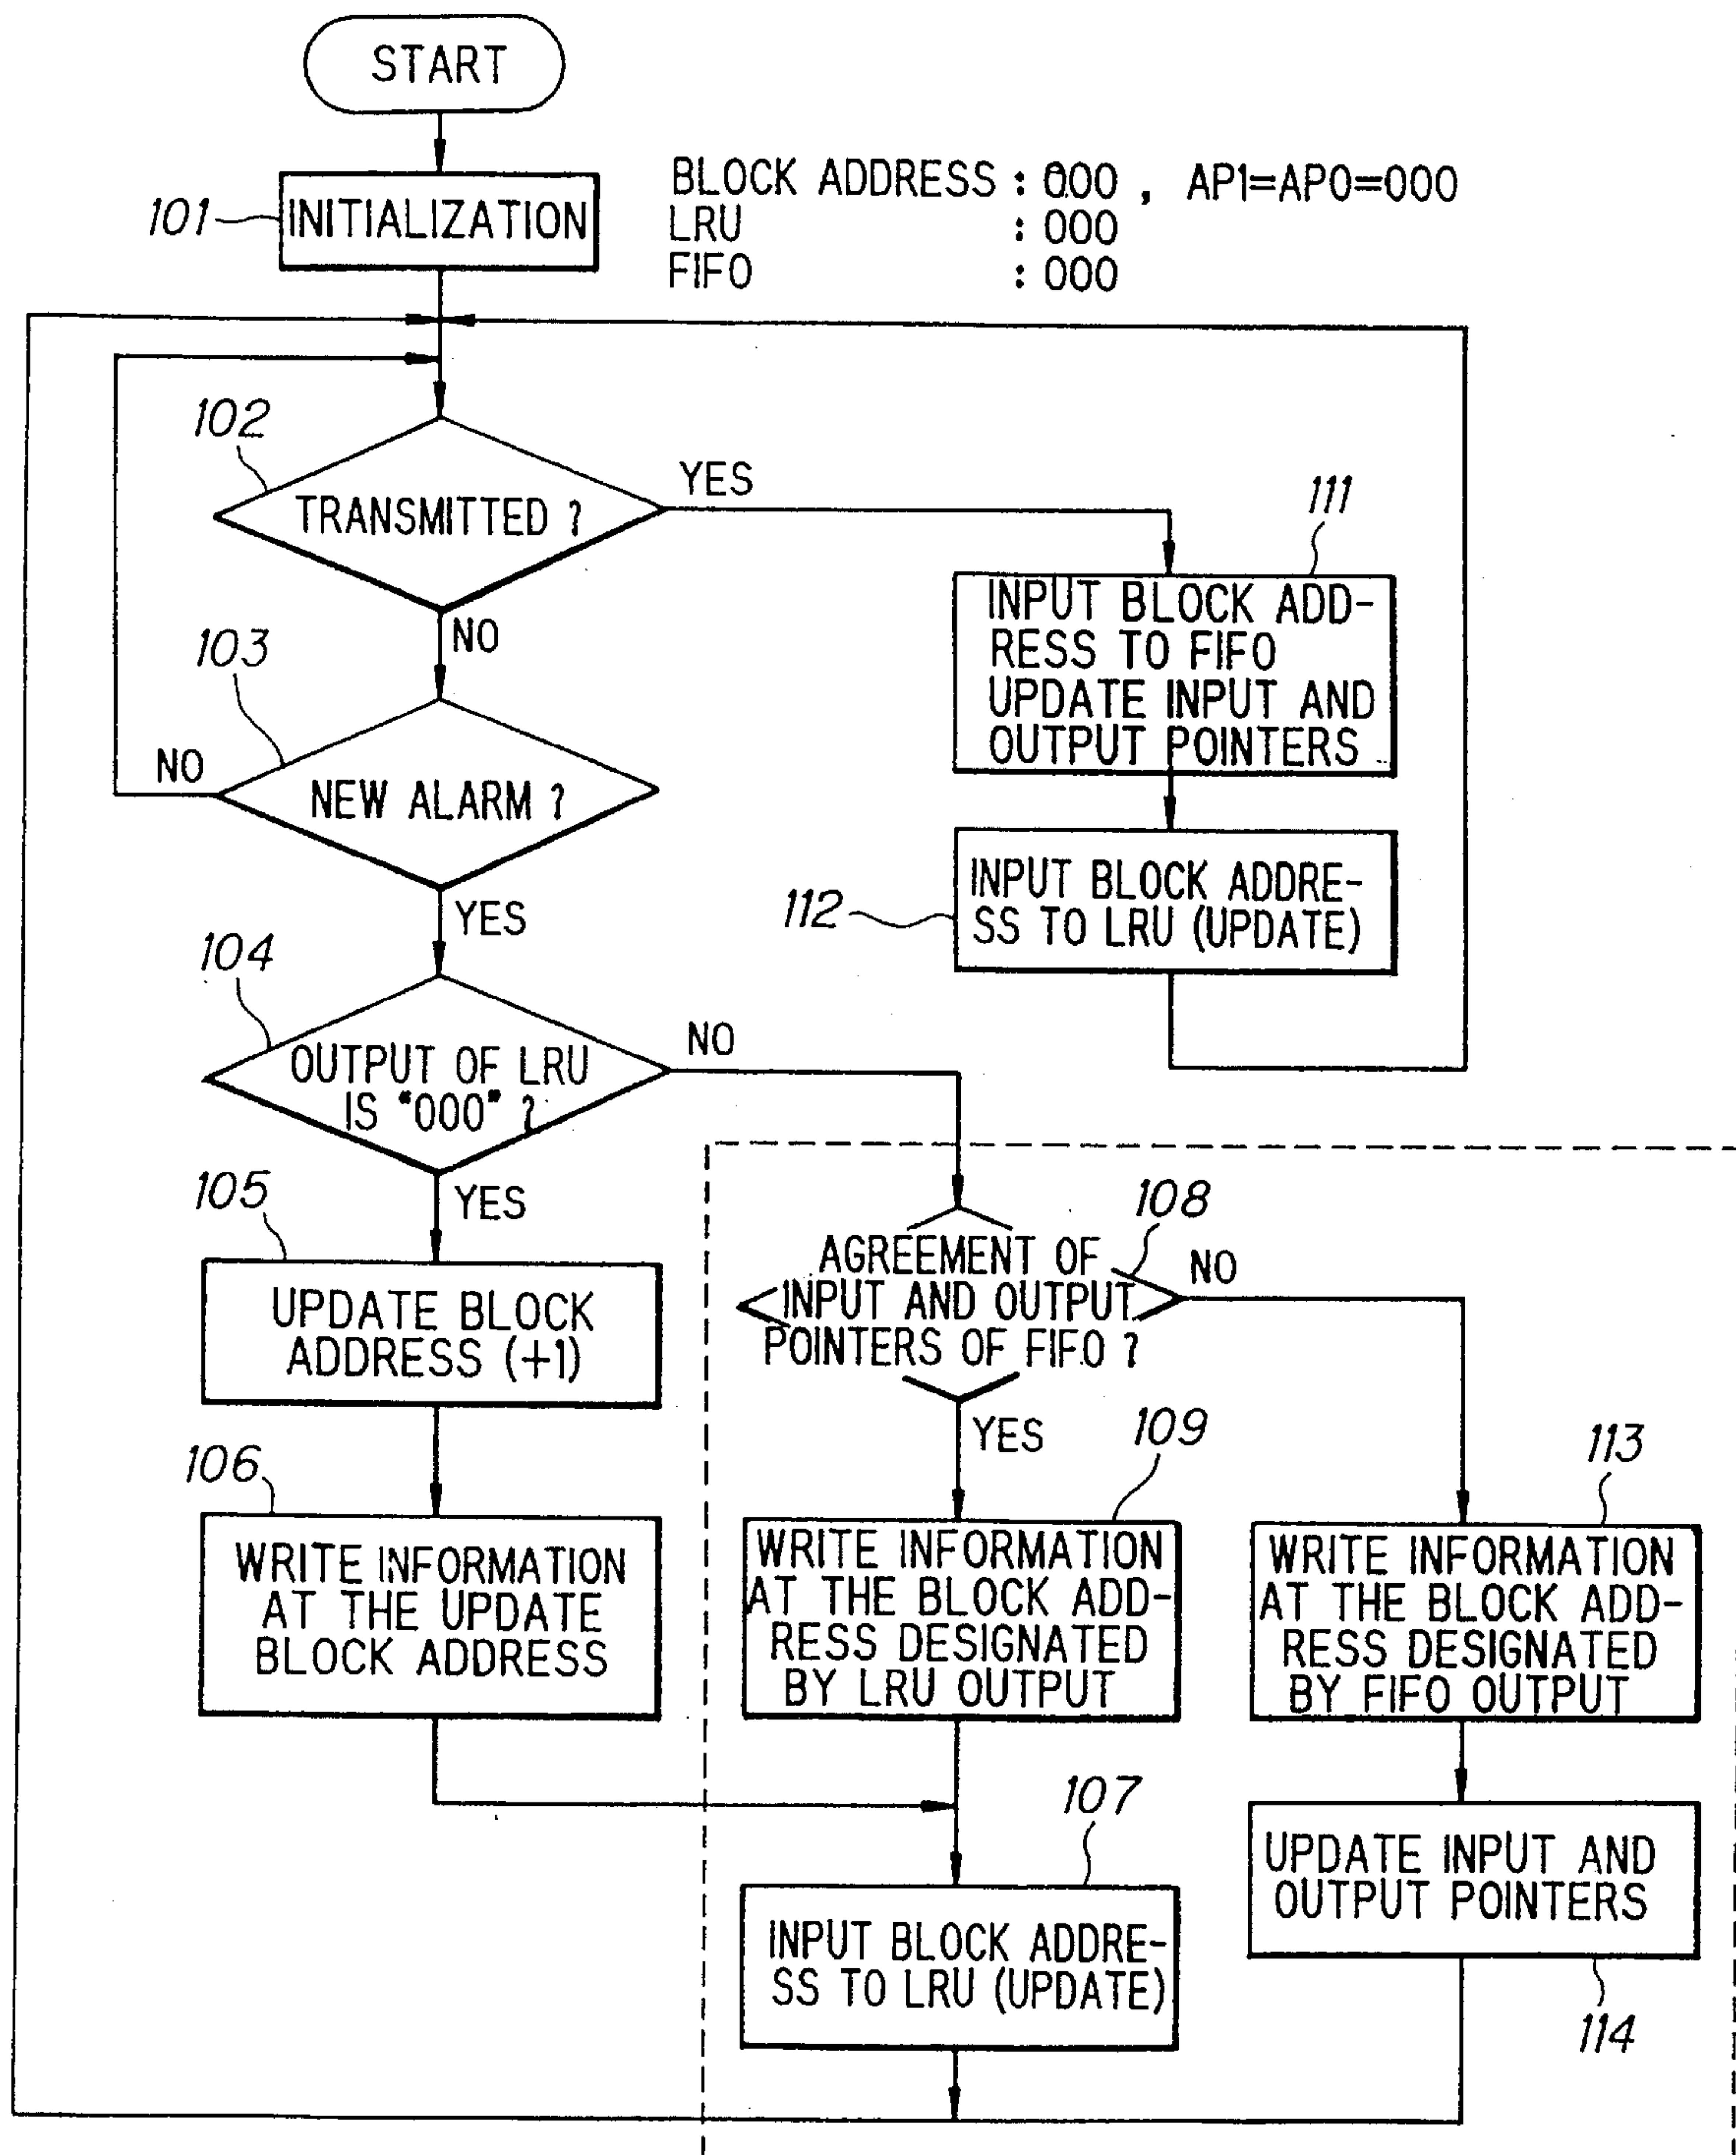 START
101
INITIALIZATION
BLOCK ADDRESS : 000 , AP1=AP0=000
LRU : 000
FIFO : 000
102
TRANSMITTED ?
YES
NO
111
INPUT BLOCK ADD-
RESS TO FIFO
UPDATE INPUT AND
OUTPUT POINTERS
103
NEW ALARM ?
NO
YES
112
INPUT BLOCK ADDRE-
SS TO LRU (UPDATE)
104
OUTPUT OF LRU
IS "000" ?
NO
YES
105
UPDATE BLOCK
ADDRESS (+1)
108
AGREEMENT OF
INPUT AND OUTPUT
POINTERS OF FIFO ?
NO
YES
106
WRITE INFORMATION
AT THE UPDATE
BLOCK ADDRESS
109
WRITE INFORMATION
AT THE BLOCK ADD-
RESS DESIGNATED
BY LRU OUTPUT
113
WRITE INFORMATION
AT THE BLOCK ADD-
RESS DESIGNATED
BY FIFO OUTPUT
107
INPUT BLOCK ADDRE-
SS TO LRU (UPDATE)
UPDATE INPUT AND
OUTPUT POINTERS
114